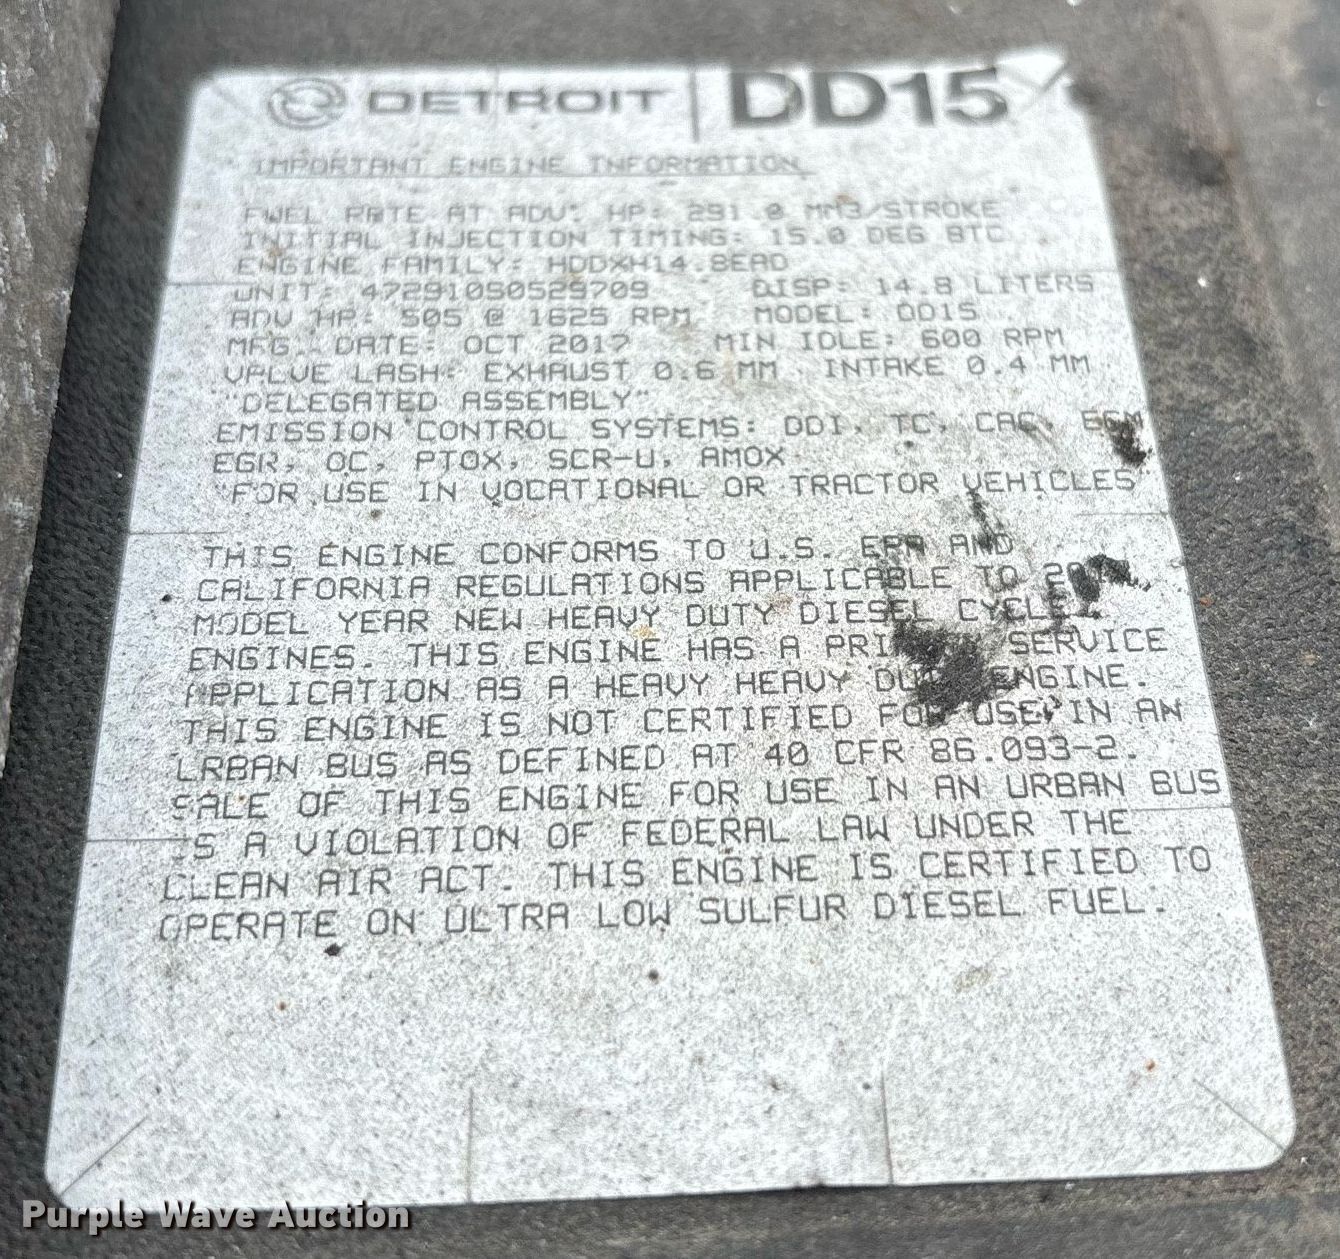 DETROIT DD15
IMPORTANT ENGINE INFORMATION
FUEL RATE AT ADV. HP: 291.0 MM3/STROKE
INITIAL INJECTION TIMING: 15.0 DEG BTC
ENGINE FAMILY: HDDXH14.8EAD
UNIT: 472910S0529709 DISP: 14.8 LITERS
ADV HP: 505 @ 1625 RPM MODEL: DD15
MFG. DATE: OCT 2017 MIN IDLE: 600 RPM
VALVE LASH: EXHAUST 0.6 MM INTAKE 0.4 MM
"DELEGATED ASSEMBLY"
EMISSION CONTROL SYSTEMS: DDI, TC, CAC,
EGR, OC, PTOX, SCR-U, AMOX
"FOR USE IN VOCATIONAL OR TRACTOR VEHICLES"
THIS ENGINE CONFORMS TO U.S. EPA AND
CALIFORNIA REGULATIONS APPLICABLE TO
MODEL YEAR NEW HEAVY DUTY DIESEL CYCLE
ENGINES. THIS ENGINE HAS A SERVICE
APPLICATION AS A HEAVY HEAVY DUTY ENGINE.
THIS ENGINE IS NOT CERTIFIED FOR USE IN AN
URBAN BUS AS DEFINED AT 40 CFR 86.093-2.
SALE OF THIS ENGINE FOR USE IN AN URBAN BUS
IS A VIOLATION OF FEDERAL LAW UNDER THE
CLEAN AIR ACT. THIS ENGINE IS CERTIFIED TO
OPERATE ON ULTRA LOW SULFUR DIESEL FUEL.
Purple Wave Auction